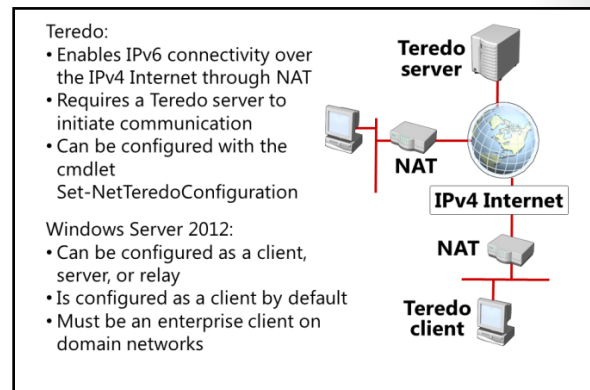 Teredo:
• Enables IPv6 connectivity over
the IPv4 Internet through NAT
• Requires a Teredo server to
initiate communication
• Can be configured with the
cmdlet
Set-NetTeredoConfiguration
Windows Server 2012:
• Can be configured as a client,
server, or relay
• Is configured as a client by default
• Must be an enterprise client on
domain networks
Teredo
server
NAT
IPv4 Internet
NAT
Teredo
client